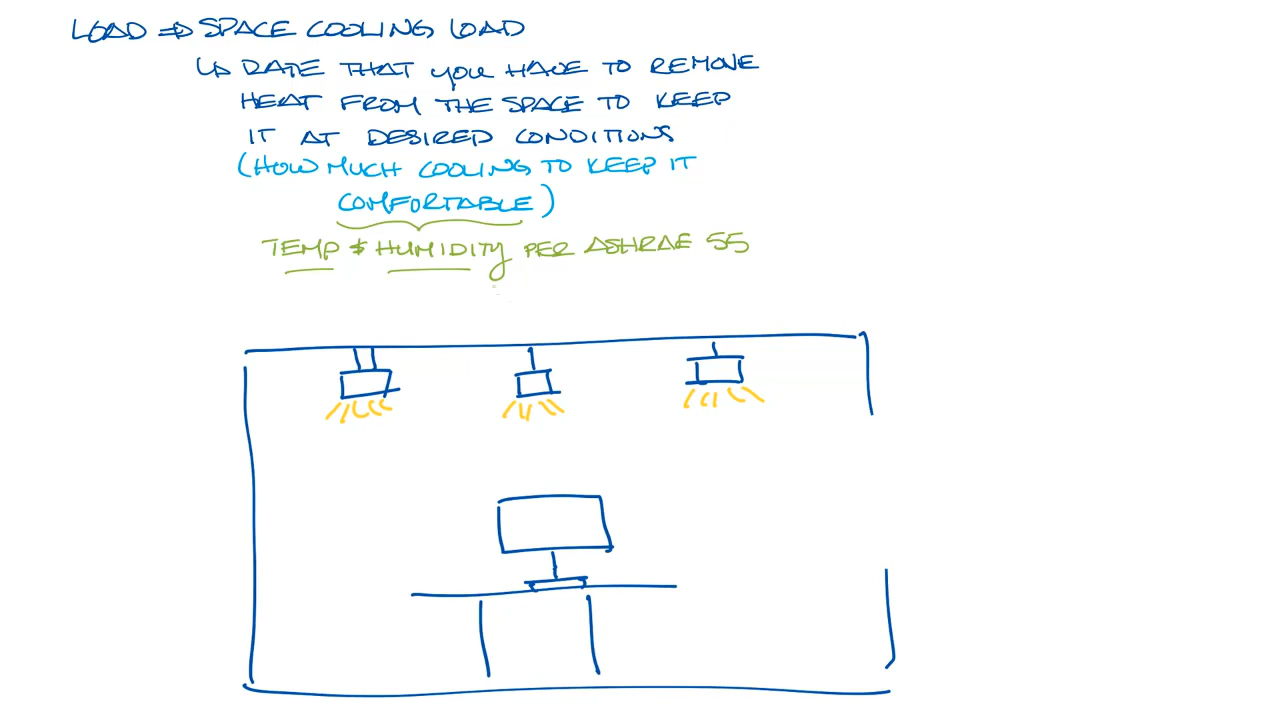 LOAD ⇒ SPACE COOLING LOAD
↳ RATE THAT YOU HAVE TO REMOVE
HEAT FROM THE SPACE TO KEEP
IT AT DESIRED CONDITIONS
(HOW MUCH COOLING TO KEEP IT
COMFORTABLE)
TEMP & HUMIDITY PER ASHRAE 55